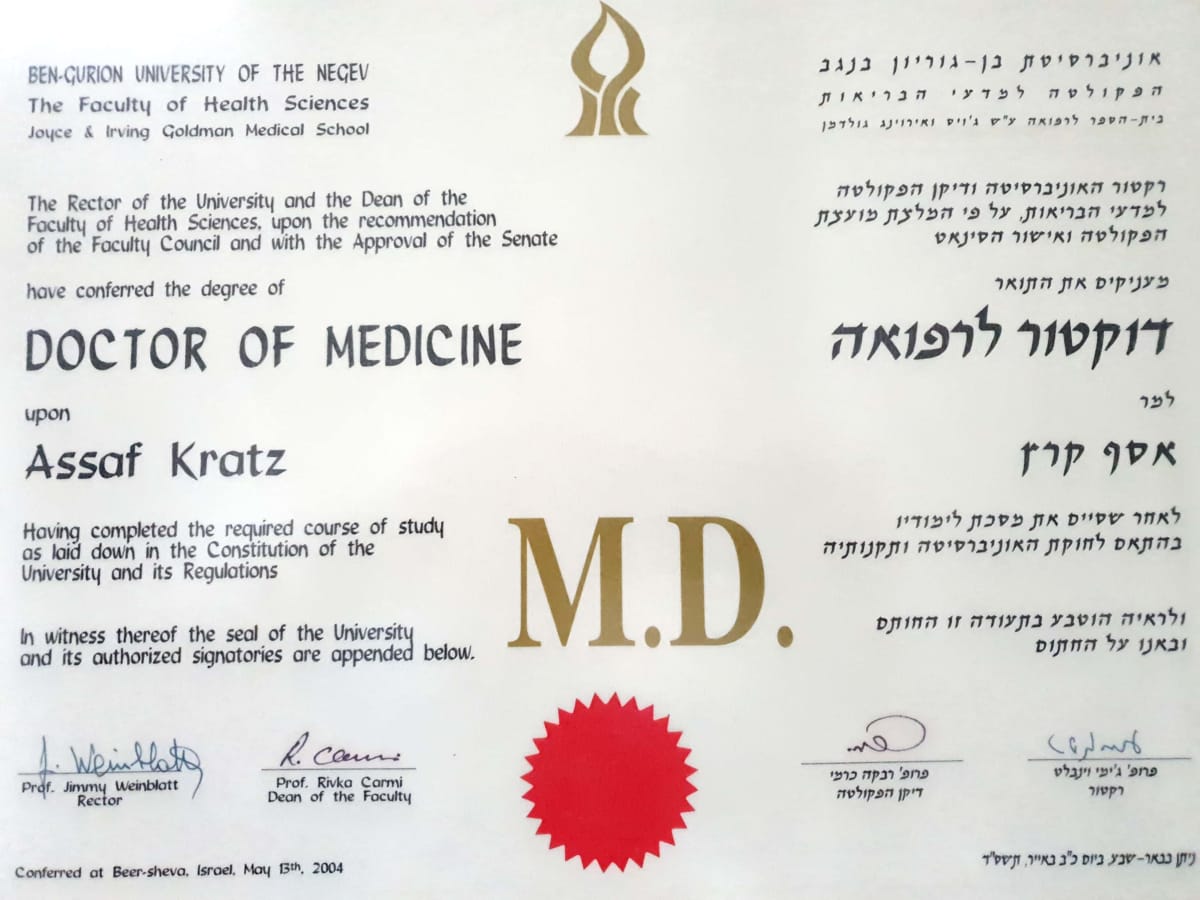 BEN-GURION UNIVERSITY OF THE NEGEV
The Faculty of Health Sciences
Joyce & Irving Goldman Medical School
The Rector of the University and the Dean of the
Faculty of Health Sciences, upon the recommendation
of the Faculty Council and with the Approval of the Senate
have conferred the degree of
DOCTOR OF MEDICINE
upon
Assaf Kratz
Having completed the required course of study
as laid down in the Constitution of the
University and its Regulations
In witness thereof the seal of the University
and its authorized signatories are appended below.
J. Weinblatt
Prof. Jimmy Weinblatt
Rector
R. Carmi
Prof. Rivka Carmi
Dean of the Faculty
Conferred at Beer-sheva, Israel, May 13th, 2004
M.D.
אוניברסיטת בן-גוריון בנגב
הפקולטה למדעי הבריאות
בית-הספר לרפואה ע"ש ג'ויס ואירווינג גולדמן
רקטור האוניברסיטה ודיקן הפקולטה
למדעי הבריאות, על פי המלצת מועצת
הפקולטה ואישור הסינאט
מעניקים את התואר
דוקטור לרפואה
למר
אסף קרץ
לאחר שסיים את מסכת לימודיו
בהתאם לחוקת האוניברסיטה ותקנותיה
ולראיה הוטבע בתעודה זו החותם
ובאנו על החתום
פרופ' רבקה כרמי
דיקן הפקולטה
פרופ' ג'ימי וינבלט
רקטור
ניתן בבאר-שבע, ביום כ"ב באייר, תשס"ד